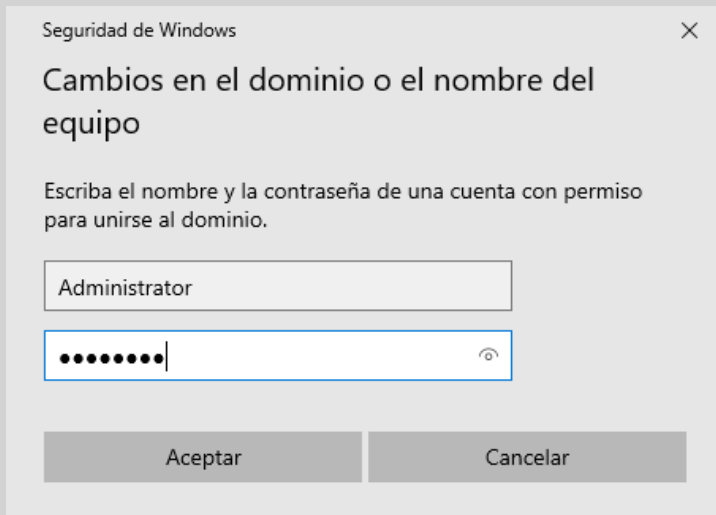 Seguridad de Windows
Cambios en el dominio o el nombre del
equipo
Escriba el nombre y la contraseña de una cuenta con permiso
para unirse al dominio.
Administrator
●●●●●●●●
Aceptar
Cancelar